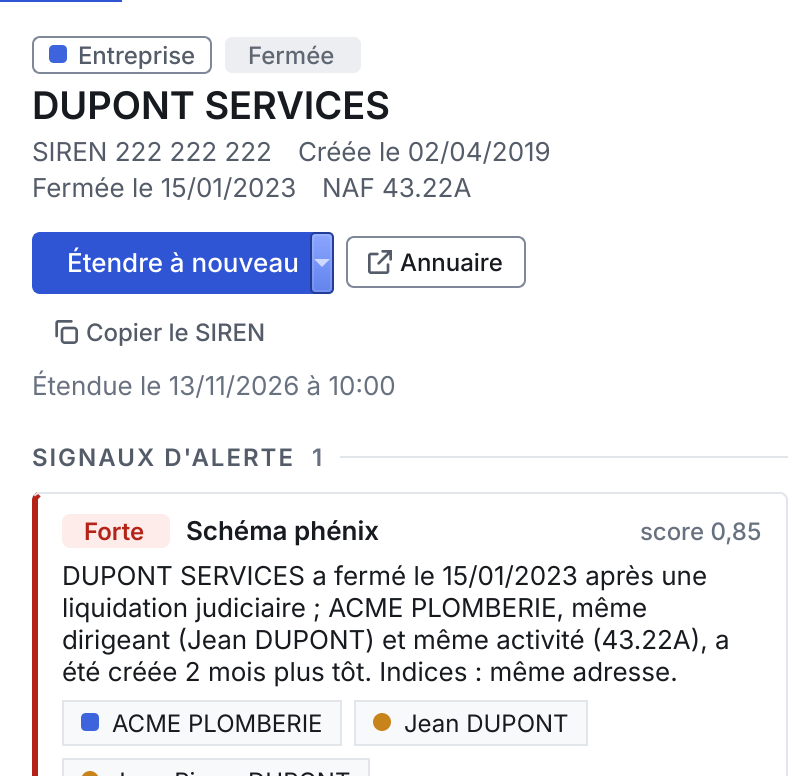 Entreprise Fermée
DUPONT SERVICES
SIREN 222 222 222 Créée le 02/04/2019
Fermée le 15/01/2023 NAF 43.22A
Étendre à nouveau Annuaire
Copier le SIREN
Étendue le 13/11/2026 à 10:00
SIGNAUX D'ALERTE 1
Forte Schéma phénix score 0,85
DUPONT SERVICES a fermé le 15/01/2023 après une
liquidation judiciaire ; ACME PLOMBERIE, même
dirigeant (Jean DUPONT) et même activité (43.22A), a
été créée 2 mois plus tôt. Indices : même adresse.
ACME PLOMBERIE Jean DUPONT
DUPONT